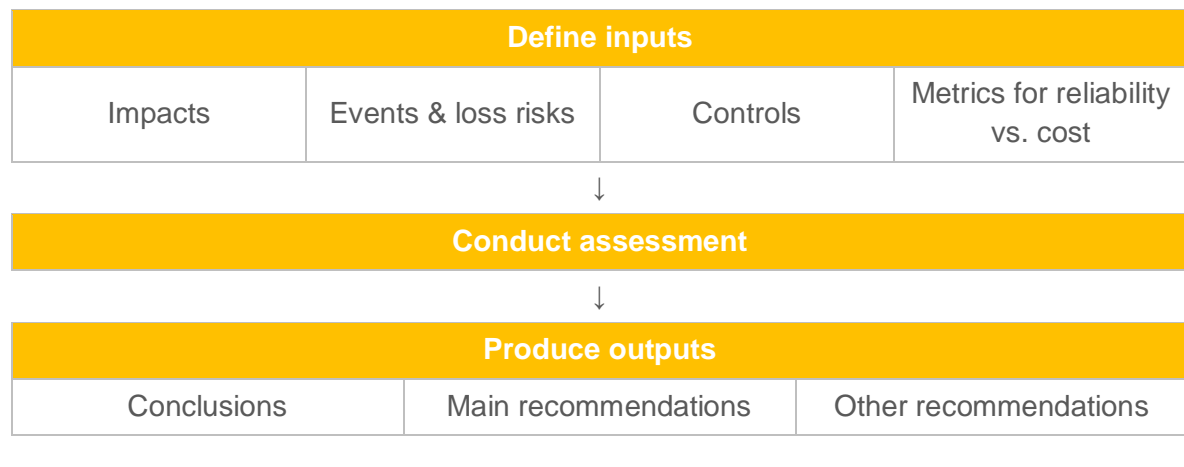 Define inputs
Impacts
Events & loss risks
Controls
Metrics for reliability
vs. cost
↓
Conduct assessment
↓
Produce outputs
Conclusions
Main recommendations
Other recommendations